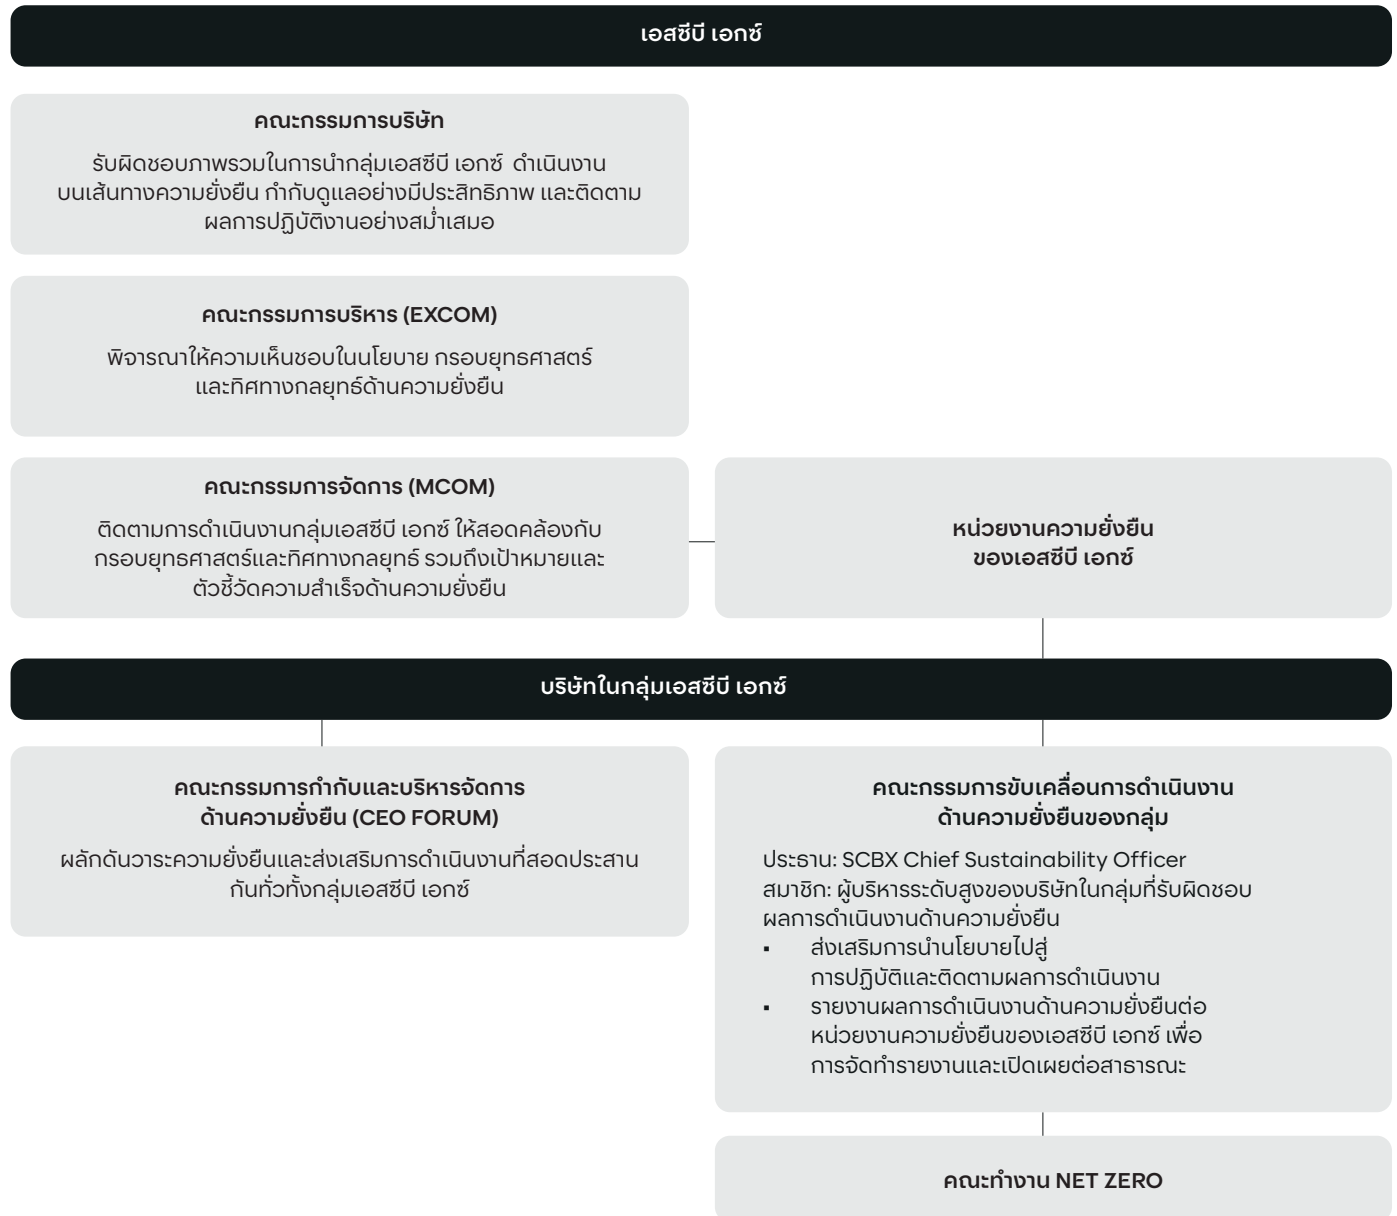 เอสซีบี เอกซ์
คณะกรรมการบริษัท
รับผิดชอบภาพรวมในการนำกลุ่มเอสซีบี เอกซ์ ดำเนินงาน
บนเส้นทางความยั่งยืน กำกับดูแลอย่างมีประสิทธิภาพ และติดตาม
ผลการปฏิบัติงานอย่างสม่ำเสมอ
คณะกรรมการบริหาร (EXCOM)
พิจารณาให้ความเห็นชอบในนโยบาย กรอบยุทธศาสตร์
และทิศทางกลยุทธ์ด้านความยั่งยืน
คณะกรรมการจัดการ (MCOM)
ติดตามการดำเนินงานกลุ่มเอสซีบี เอกซ์ ให้สอดคล้องกับ
กรอบยุทธศาสตร์และทิศทางกลยุทธ์ รวมถึงเป้าหมายและ
ตัวชี้วัดความสำเร็จด้านความยั่งยืน
หน่วยงานความยั่งยืน
ของเอสซีบี เอกซ์
บริษัทในกลุ่มเอสซีบี เอกซ์
คณะกรรมการกำกับและบริหารจัดการ
ด้านความยั่งยืน (CEO FORUM)
ผลักดันวาระความยั่งยืนและส่งเสริมการดำเนินงานที่สอดประสาน
กันทั่วทั้งกลุ่มเอสซีบี เอกซ์
คณะกรรมการขับเคลื่อนการดำเนินงาน
ด้านความยั่งยืนของกลุ่ม
ประธาน: SCBX Chief Sustainability Officer
สมาชิก: ผู้บริหารระดับสูงของบริษัทในกลุ่มที่รับผิดชอบ
ผลการดำเนินงานด้านความยั่งยืน
▪ ส่งเสริมการนำนโยบายไปสู่
การปฏิบัติและติดตามผลการดำเนินงาน
▪ รายงานผลการดำเนินงานด้านความยั่งยืนต่อ
หน่วยงานความยั่งยืนของเอสซีบี เอกซ์ เพื่อ
การจัดทำรายงานและเปิดเผยต่อสาธารณะ
คณะทำงาน NET ZERO